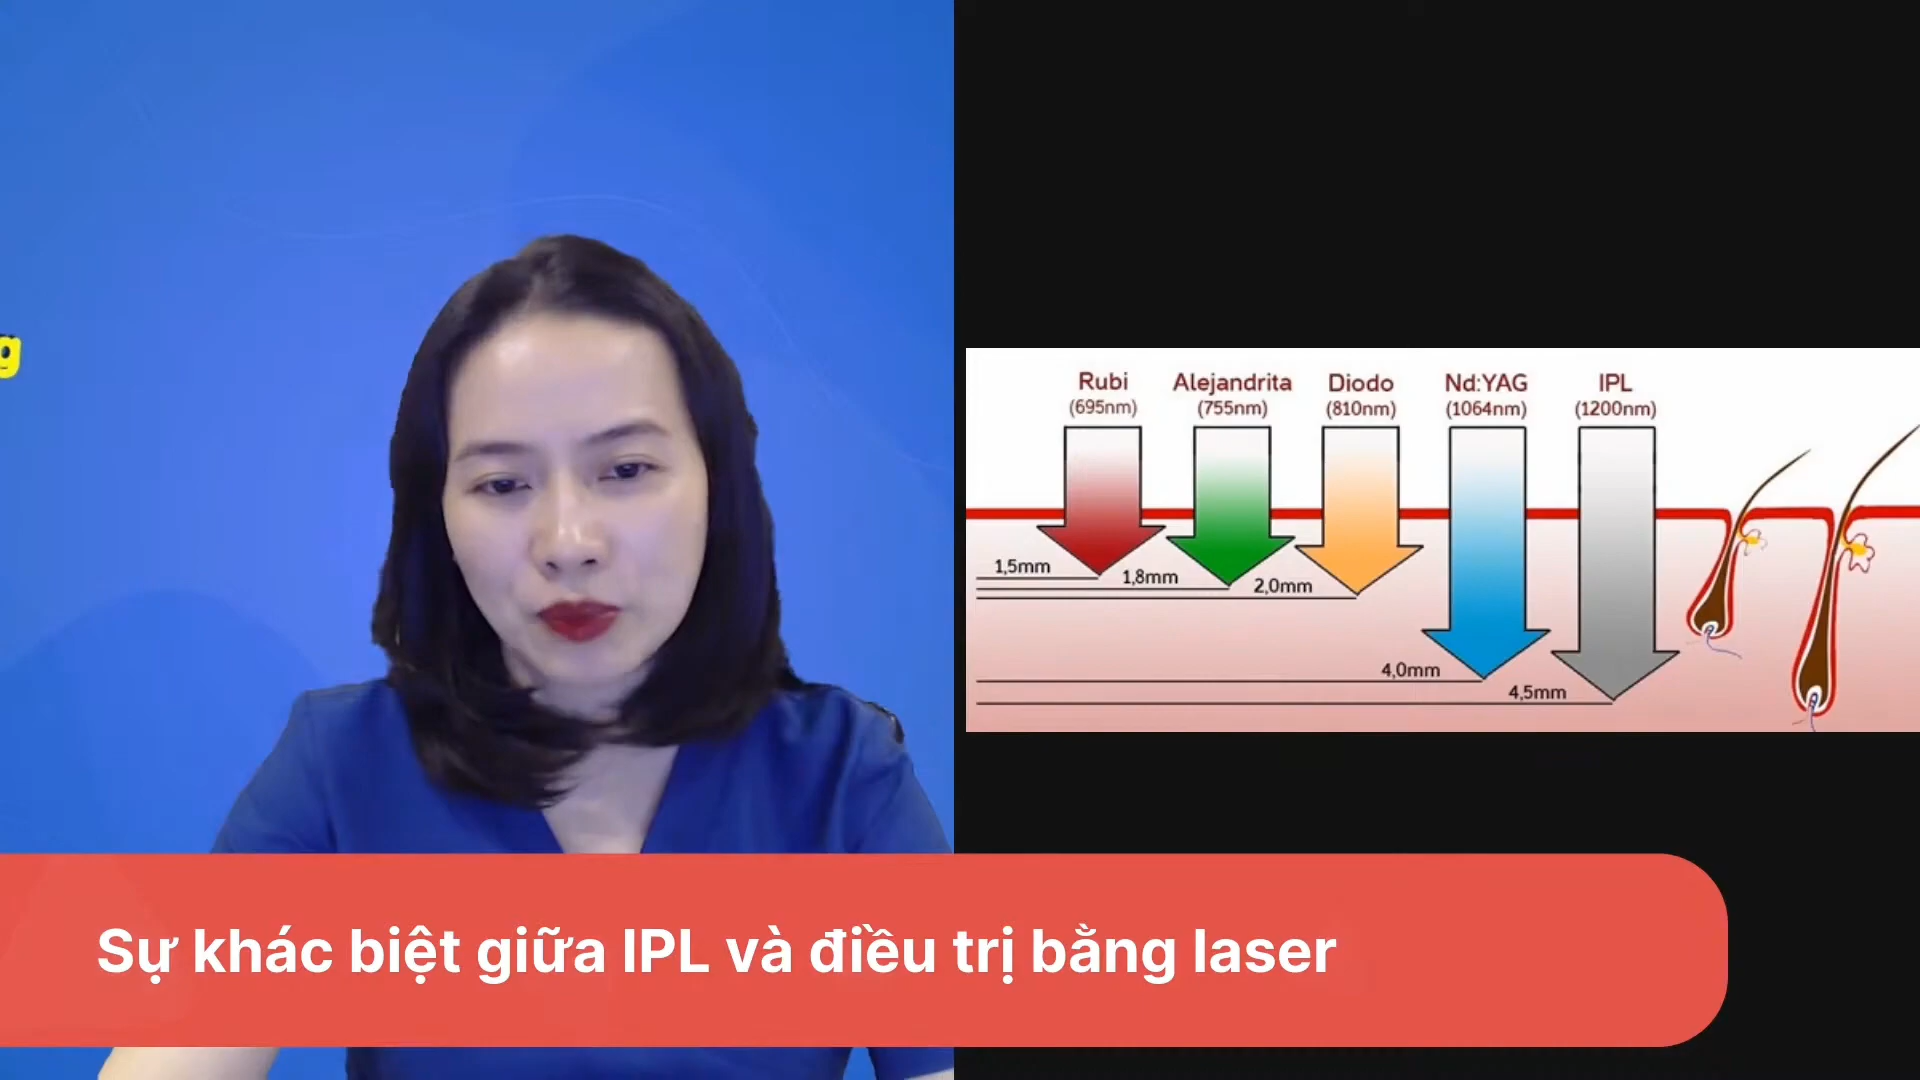 g
Rubi
(695nm)
Alejandrita
(755nm)
Diodo
(810nm)
Nd:YAG
(1064nm)
IPL
(1200nm)
1,5mm
1,8mm
2,0mm
4,0mm
4,5mm
Sự khác biệt giữa IPL và điều trị bằng laser